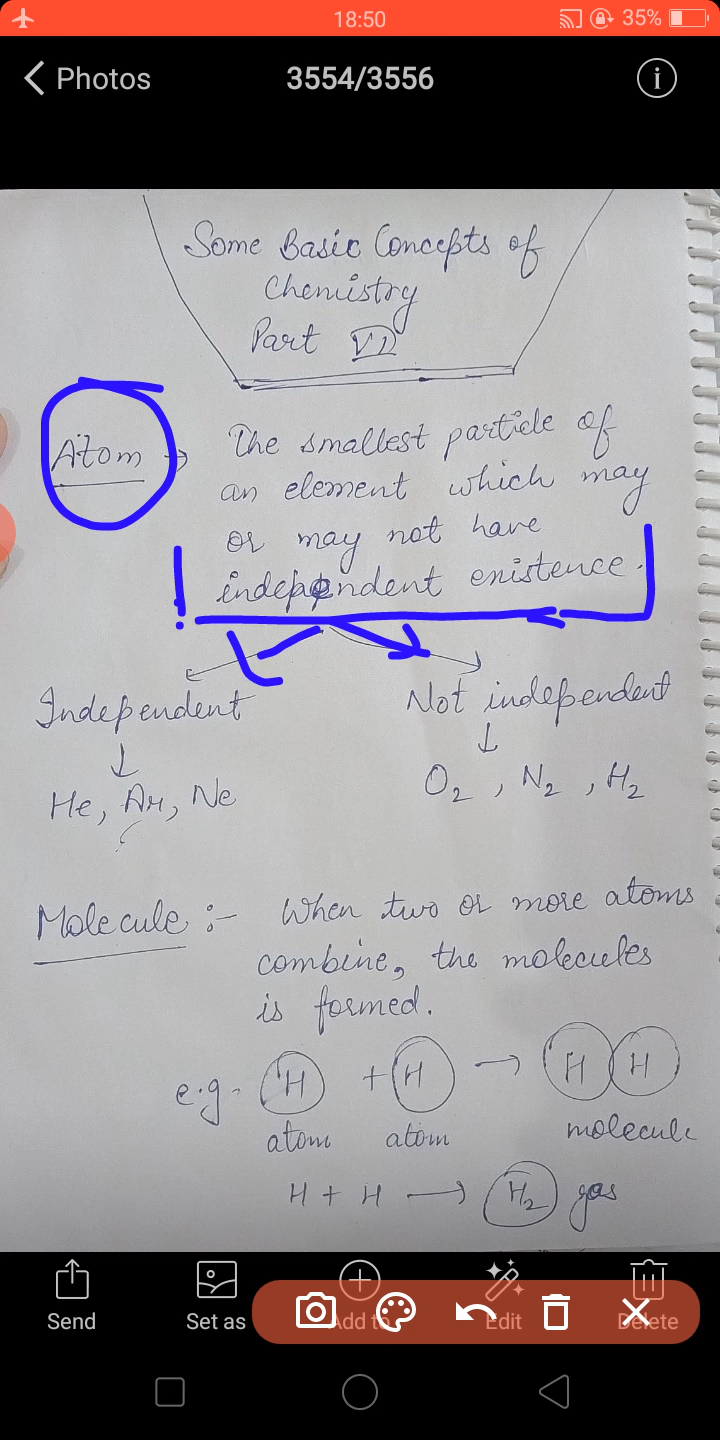 18:50
35%
Photos
3554/3556
Some Basic Concepts of
Chemistry
Part VI
Atom → The smallest particle of
an element which may
or may not have
independent existence.
Independent
↓
He, Ar, Ne
Not independent
↓
O₂, N₂, H₂
Molecule :- When two or more atoms
combine, the molecules
is formed.
e.g. H + H → H H
atom atom molecule
H + H → H₂ gas
Send
Set as
Add to
Edit
Delete